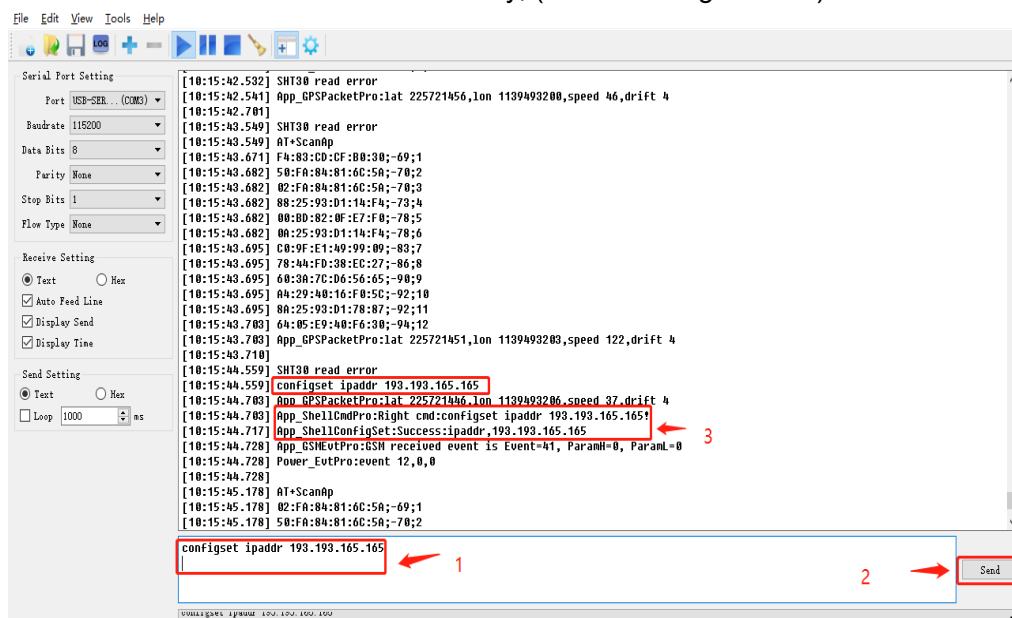 File Edit View Tools Help
LOG
Serial Port Setting
Port USB-SER...(COM3)
Baudrate 115200
Data Bits 8
Parity None
Stop Bits 1
Flow Type None
Receive Setting
Text Hex
Auto Feed Line
Display Send
Display Time
Send Setting
Text Hex
Loop 1000 ms
[10:15:42.532] SHT30 read error
[10:15:42.541] App_GPSPacketPro:lat 225721456,lon 1139493200,speed 46,drift 4
[10:15:42.701]
[10:15:43.549] SHT30 read error
[10:15:43.549] AT+ScanAp
[10:15:43.671] F4:83:CD:CF:B0:30;-69;1
[10:15:43.682] 50:FA:84:81:6C:5A;-70;2
[10:15:43.682] 02:FA:84:81:6C:5A;-70;3
[10:15:43.682] 88:25:93:D1:14:F4;-73;4
[10:15:43.682] 00:BD:82:0F:E7:F0;-78;5
[10:15:43.682] 0A:25:93:D1:14:F4;-78;6
[10:15:43.695] C0:9F:E1:49:99:09;-83;7
[10:15:43.695] 78:44:FD:38:EC:27;-86;8
[10:15:43.695] 60:3A:7C:D6:56:65;-90;9
[10:15:43.695] A4:29:40:16:F0:5C;-92;10
[10:15:43.695] 8A:25:93:D1:78:87;-92;11
[10:15:43.703] 64:05:E9:40:F6:30;-94;12
[10:15:43.703] App_GPSPacketPro:lat 225721451,lon 1139493203,speed 122,drift 4
[10:15:43.710]
[10:15:44.559] SHT30 read error
[10:15:44.559] configset ipaddr 193.193.165.165
[10:15:44.703] App_GPSPacketPro:lat 225721446,lon 1139493206,speed 37,drift 4
[10:15:44.703] App_ShellCmdPro:Right cmd:configset ipaddr 193.193.165.165!
[10:15:44.717] App_ShellConfigSet:Success:ipaddr,193.193.165.165
3
[10:15:44.728] App_GSMEvtPro:GSM received event is Event=41, ParamH=0, ParamL=0
[10:15:44.728] Power_EvtPro:event 12,0,0
[10:15:44.728]
[10:15:45.178] AT+ScanAp
[10:15:45.178] 02:FA:84:81:6C:5A;-69;1
[10:15:45.178] 50:FA:84:81:6C:5A;-70;2
configset ipaddr 193.193.165.165
1
2
Send
configset ipaddr 193.193.165.165